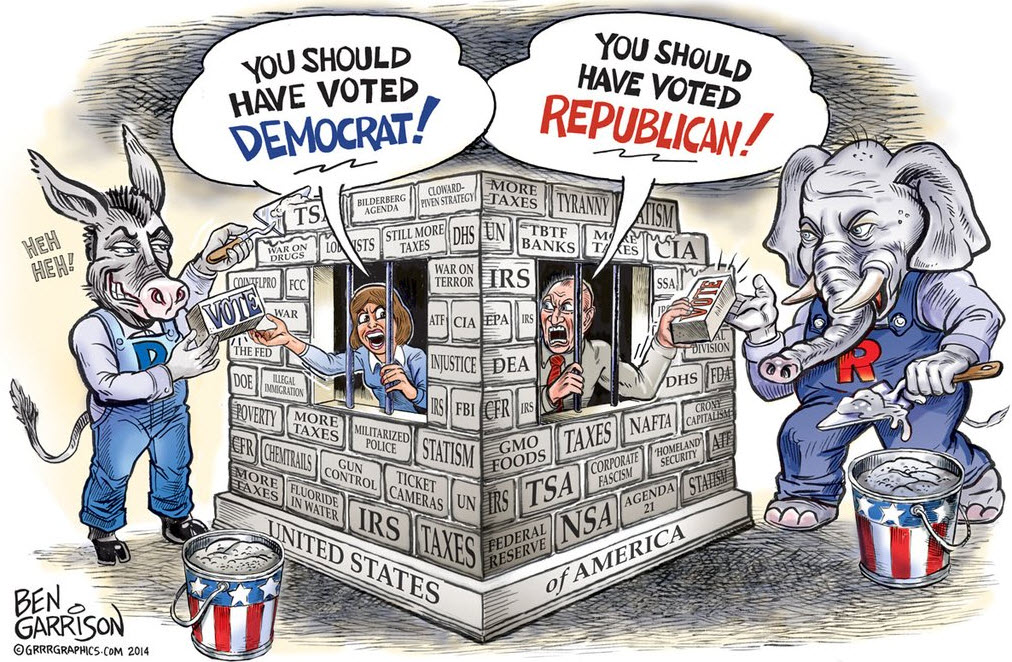 YOU SHOULD
HAVE VOTED
DEMOCRAT!
YOU SHOULD
HAVE VOTED
REPUBLICAN!
HEH
HEH!
D
VOTE
VOTE
R
BILDERBERG
AGENDA
CLOWARD-
PIVEN STRATEGY
WAR ON
DRUGS
STILL MORE
TAXES
DHS
COINTELPRO
FCC
WAR ON
TERROR
WAR
ATF
CIA
THE FED
INJUSTICE
DOE
ILLEGAL
IMMIGRATION
IRS
FBI
POVERTY
MORE
TAXES
MILITARIZED
POLICE
STATISM
CFR
CHEMTRAILS
GUN
CONTROL
TICKET
CAMERAS
UN
MORE
TAXES
FLUORIDE
IN WATER
IRS
TAXES
MORE
TAXES
TYRANNY
UN
TBTF
BANKS
CIA
IRS
SSA
EPA
IRS
DIVISION
DEA
DHS
FDA
CFR
IRS
GMO
FOODS
TAXES
NAFTA
CRONY
CAPITALISM
IRS
TSA
CORPORATE
FASCISM
'HOMELAND'
SECURITY
ATF
FEDERAL
RESERVE
NSA
AGENDA
21
STATISM
UNITED STATES
of AMERICA
BEN
GARRISON
©GRRRGRAPHICS.COM 2014